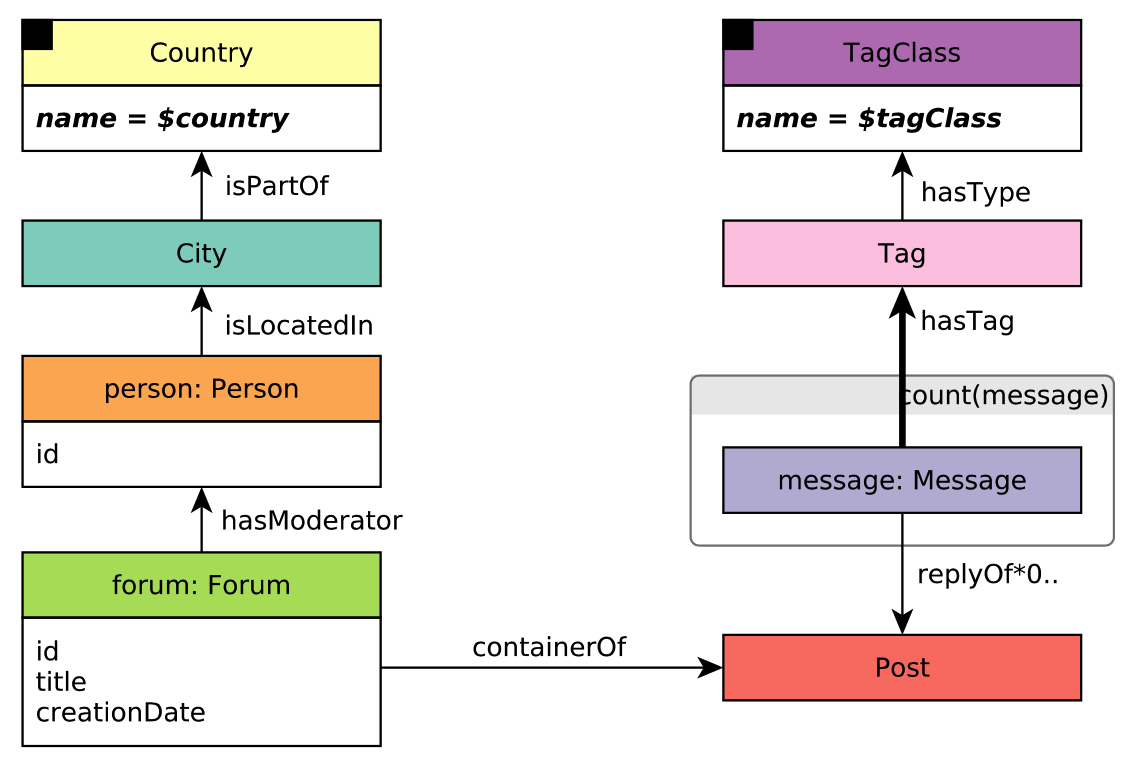 Country
name = $country
isPartOf
City
isLocatedIn
person: Person
id
hasModerator
forum: Forum
id
title
creationDate
containerOf
TagClass
name = $tagClass
hasType
Tag
hasTag
count(message)
message: Message
replyOf*0..
Post